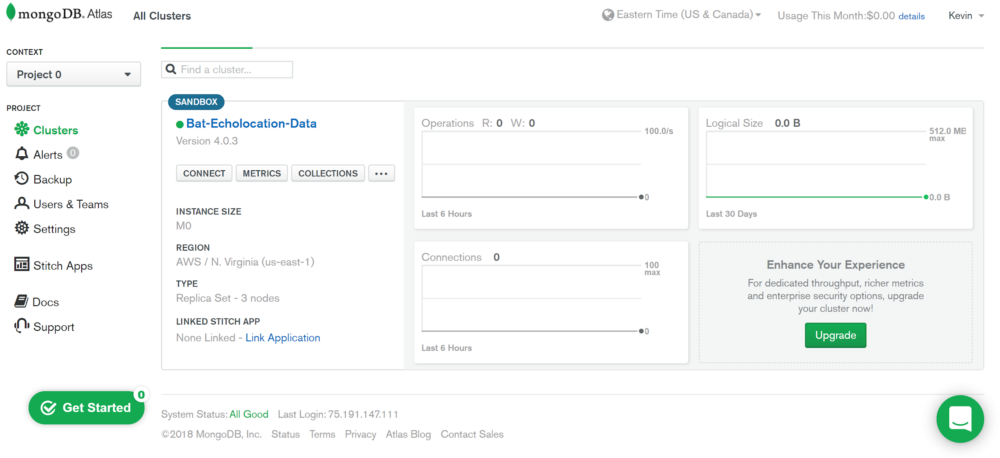 mongoDB. Atlas All Clusters Eastern Time (US & Canada) Usage This Month:$0.00 details Kevin
CONTEXT
Project 0
Find a cluster...
PROJECT
Clusters
Alerts 0
Backup
Users & Teams
Settings
Stitch Apps
Docs
Support
Get Started 0
SANDBOX
Bat-Echolocation-Data
Version 4.0.3
CONNECT METRICS COLLECTIONS ...
INSTANCE SIZE
M0
REGION
AWS / N. Virginia (us-east-1)
TYPE
Replica Set - 3 nodes
LINKED STITCH APP
None Linked - Link Application
Operations R: 0 W: 0
100.0/s
0
Last 6 Hours
Logical Size 0.0 B
512.0 MB
max
0.0 B
Last 30 Days
Connections 0
100
max
0
Last 6 Hours
Enhance Your Experience
For dedicated throughput, richer metrics
and enterprise security options, upgrade
your cluster now!
Upgrade
System Status: All Good Last Login: 75.191.147.111
©2018 MongoDB, Inc. Status Terms Privacy Atlas Blog Contact Sales